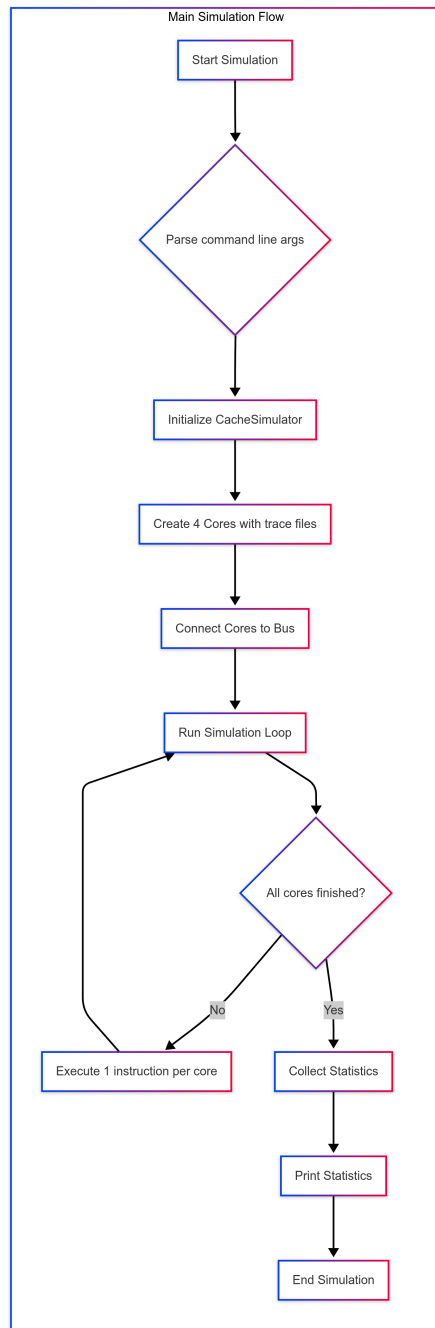 Main Simulation Flow
Start Simulation
Parse command line args
Initialize CacheSimulator
Create 4 Cores with trace files
Connect Cores to Bus
Run Simulation Loop
All cores finished?
No
Yes
Execute 1 instruction per core
Collect Statistics
Print Statistics
End Simulation